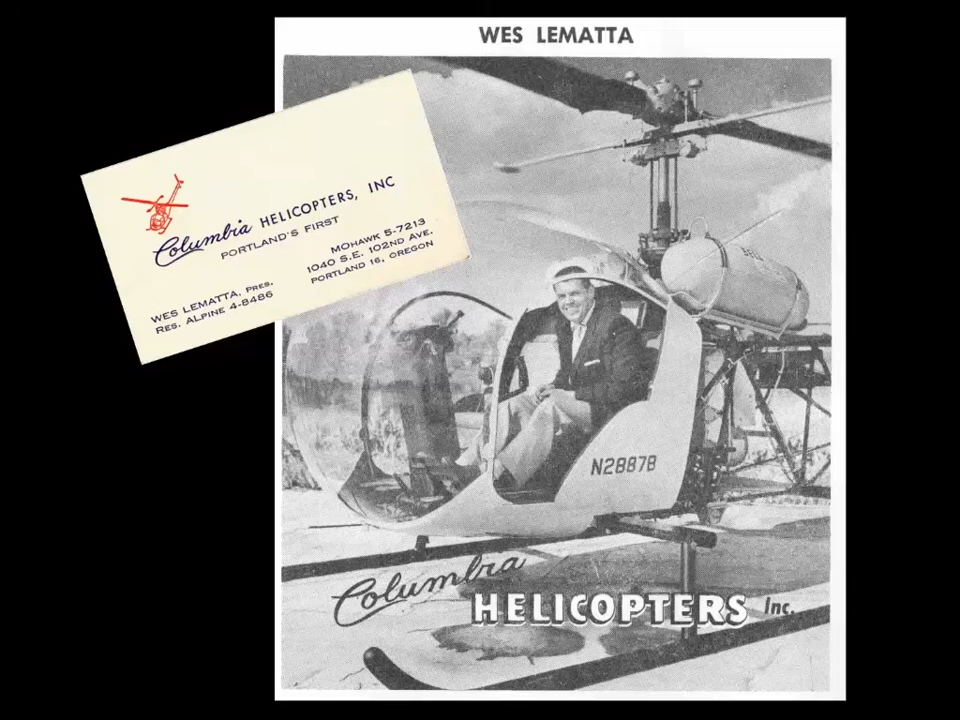 WES LEMATTA
Columbia HELICOPTERS, INC
PORTLAND'S FIRST
MOHAWK 5-7213
1040 S.E. 102ND AVE.
PORTLAND 16, OREGON
WES LEMATTA, PRES.
RES. ALPINE 4-8486
BELL
N2887B
Columbia
HELICOPTERS Inc.